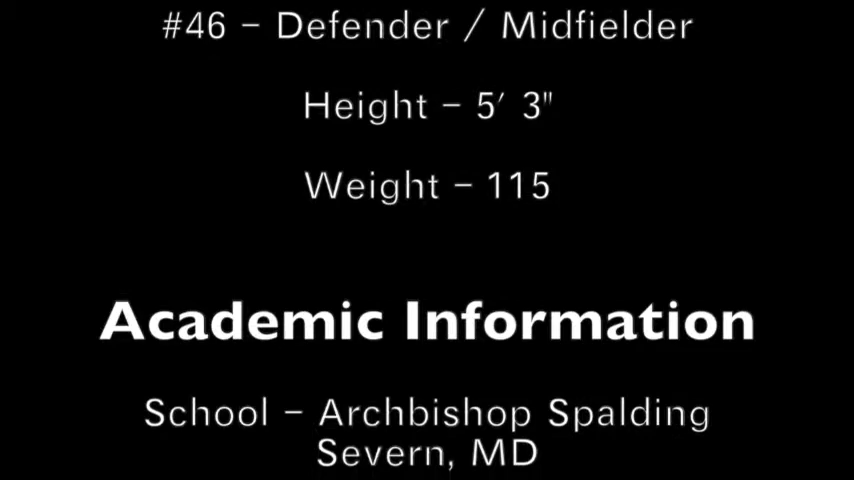 #46 – Defender / Midfielder
Height – 5′ 3"
Weight – 115
Academic Information
School – Archbishop Spalding
Severn, MD